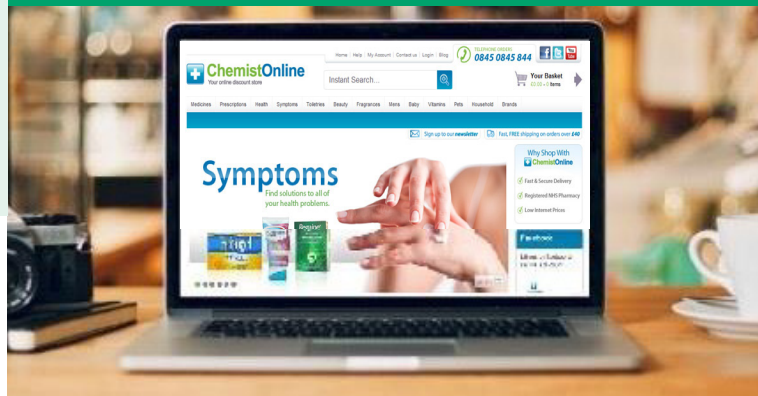 Home Help My Account Contact us Login Blog
TELEPHONE ORDERS
0845 0845 844
ChemistOnline
Your online discount store
Instant Search...
Your Basket
£0.00 - 0 items
Medicines Prescriptions Health Symptoms Toiletries Beauty Fragrances Mens Baby Vitamins Pets Household Brands
Sign up to our newsletter
Fast, FREE shipping on orders over £40
Symptoms
Find solutions to all of
your health problems.
Why Shop With
ChemistOnline
Fast & Secure Delivery
Registered NHS Pharmacy
Low Internet Prices
Facebook